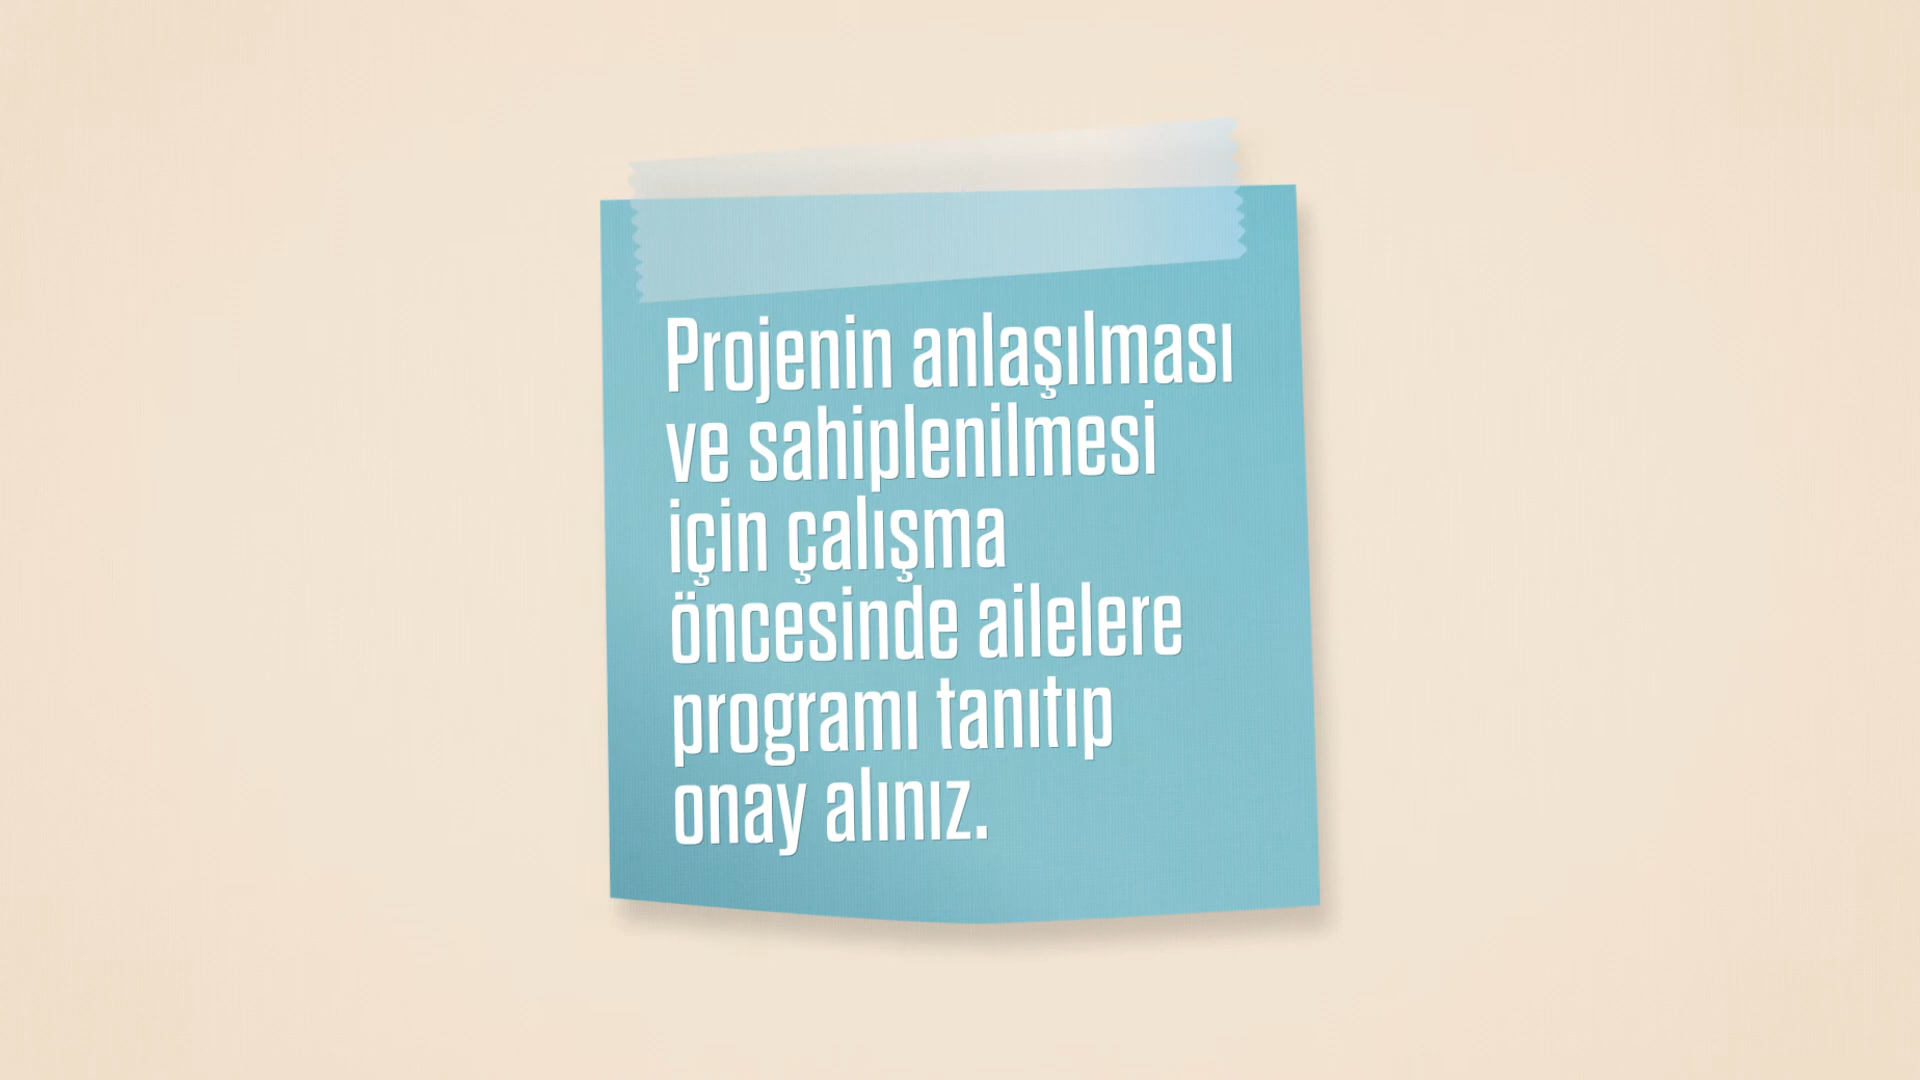 Projenin anlaşılması
ve sahiplenilmesi
için çalışma
öncesinde ailelere
programı tanıtıp
onay alınız.